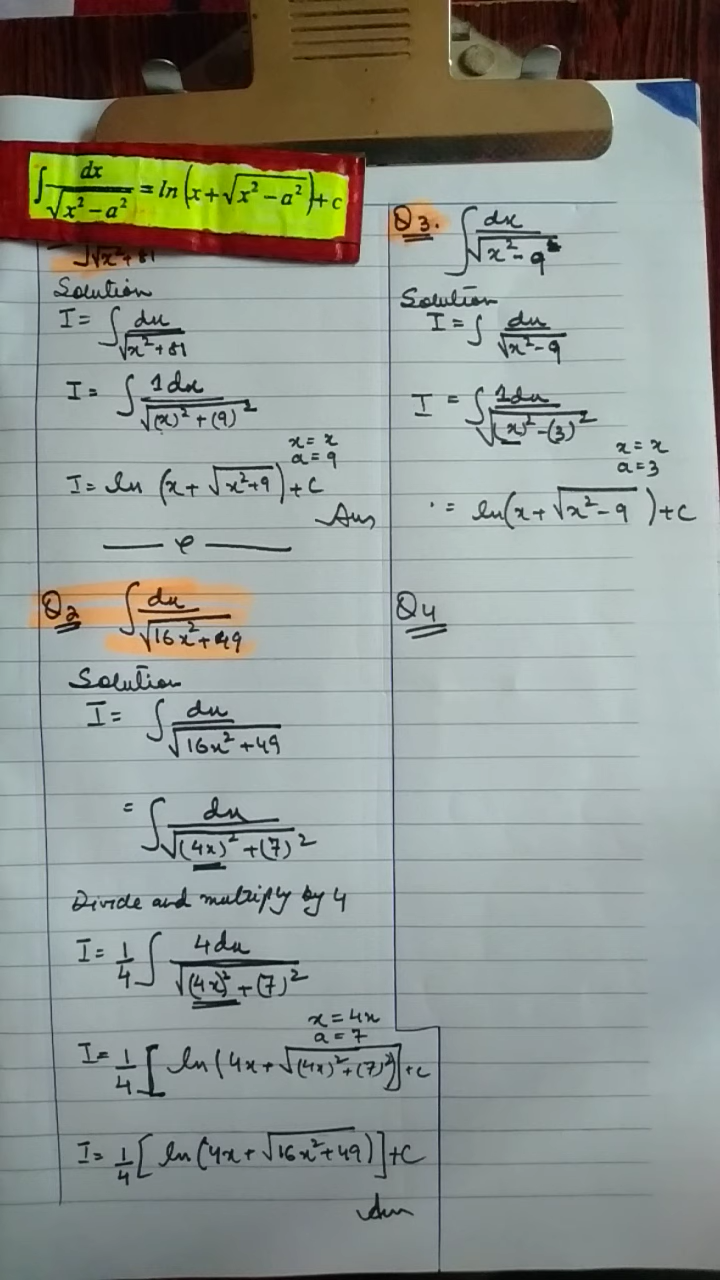 ∫ dx/√(x² − a²) = ln(x + √(x² − a²)) + c
√x² + 81
Solution
I = ∫ dx/√(x² + 81)
I = ∫ 1dx/√((x)² + (9)²)
x = x
a = 9
I = ln (x + √(x² + 9)) + C
Ans
Q2 ∫ dx/√(16x² + 49)
Solution
I = ∫ dx/√(16x² + 49)
= ∫ dx/√((4x)² + (7)²)
Divide and multiply by 4
I = 1/4 ∫ 4dx/√((4x)² + (7)²)
x = 4x
a = 7
I = 1/4 [ln (4x + √((4x)² + (7)²)] + c
I = 1/4 [ln (4x + √(16x² + 49))] + C
Ans
Q3. ∫ dx/√(x² − 9)
Solution
I = ∫ dx/√(x² − 9)
I = ∫ 1dx/√((x)² − (3)²)
x = x
a = 3
= ln(x + √(x² − 9)) + C
Q4